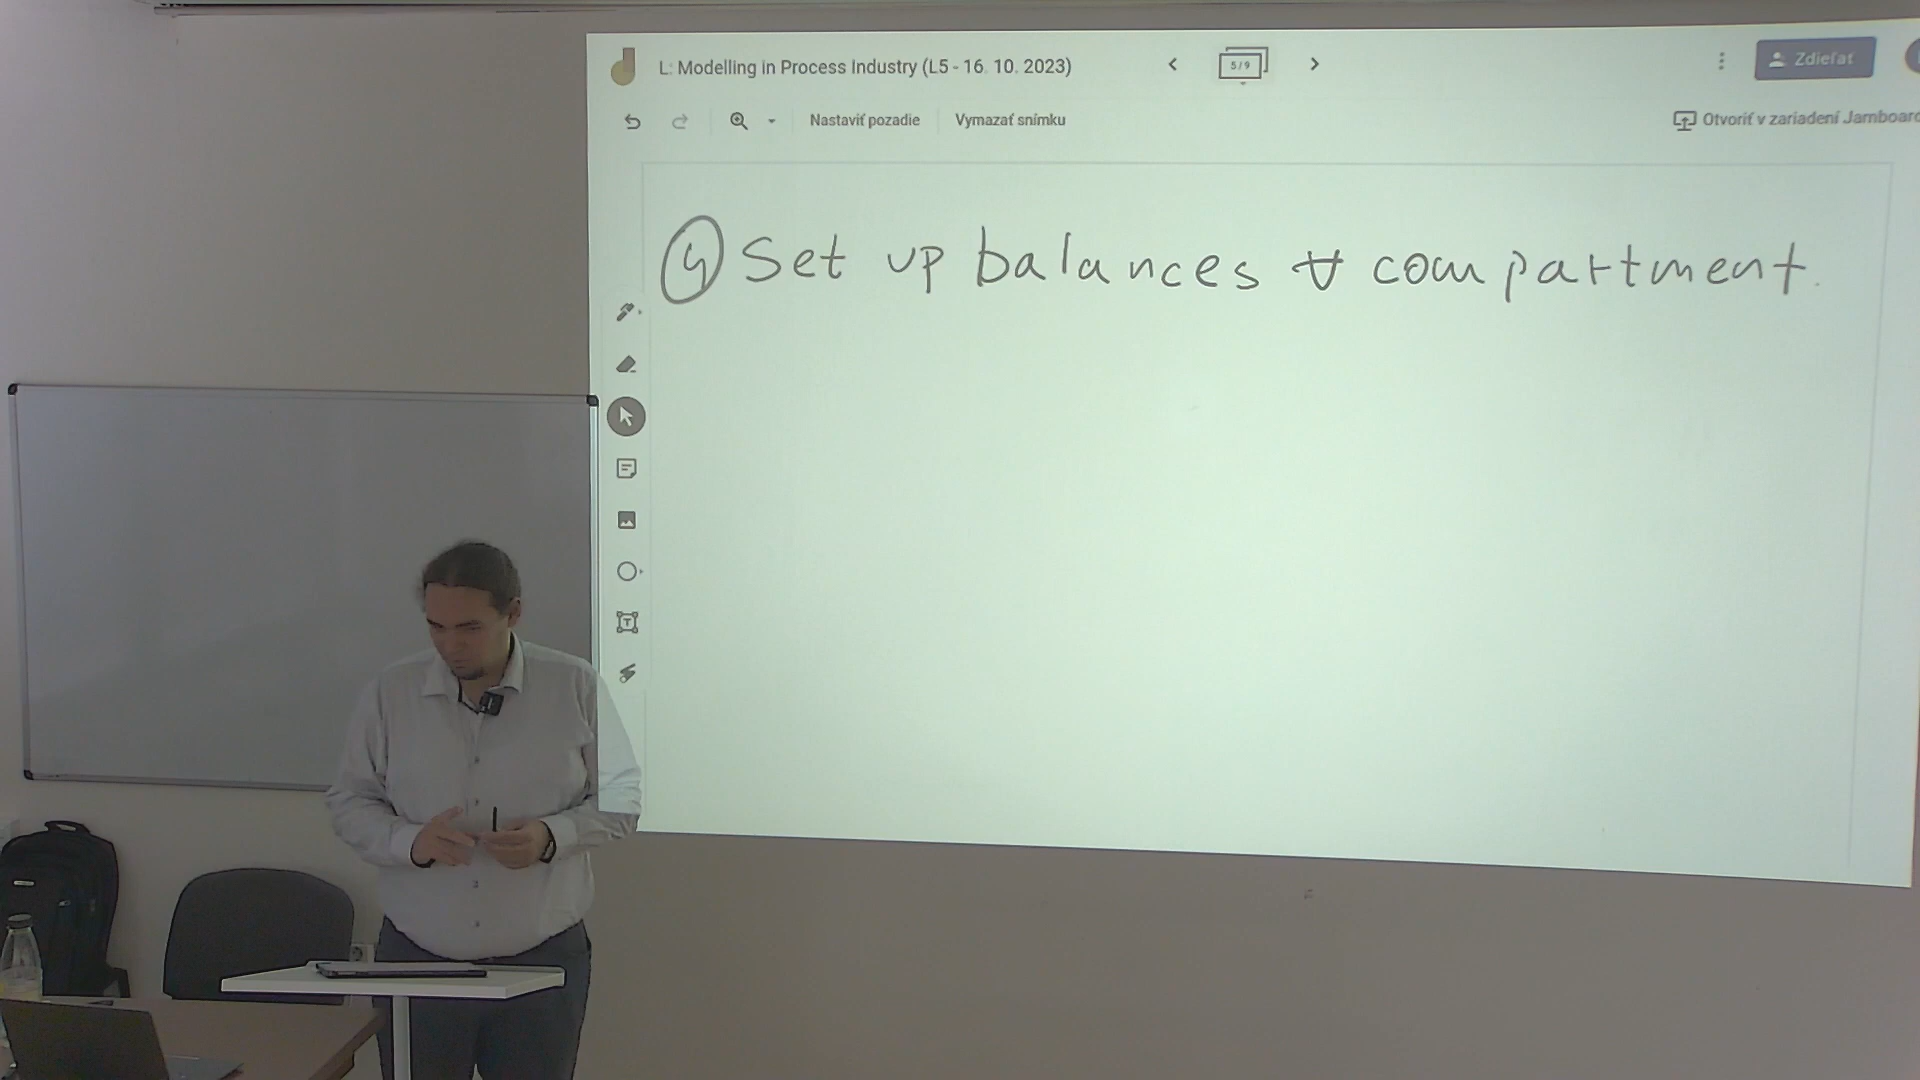 L: Modelling in Process Industry (L5 - 16. 10. 2023)
5/9
Zdieľať
Nastaviť pozadie
Vymazať snímku
Otvoriť v zariadení Jamboard
④ Set up balances ∀ compartment.